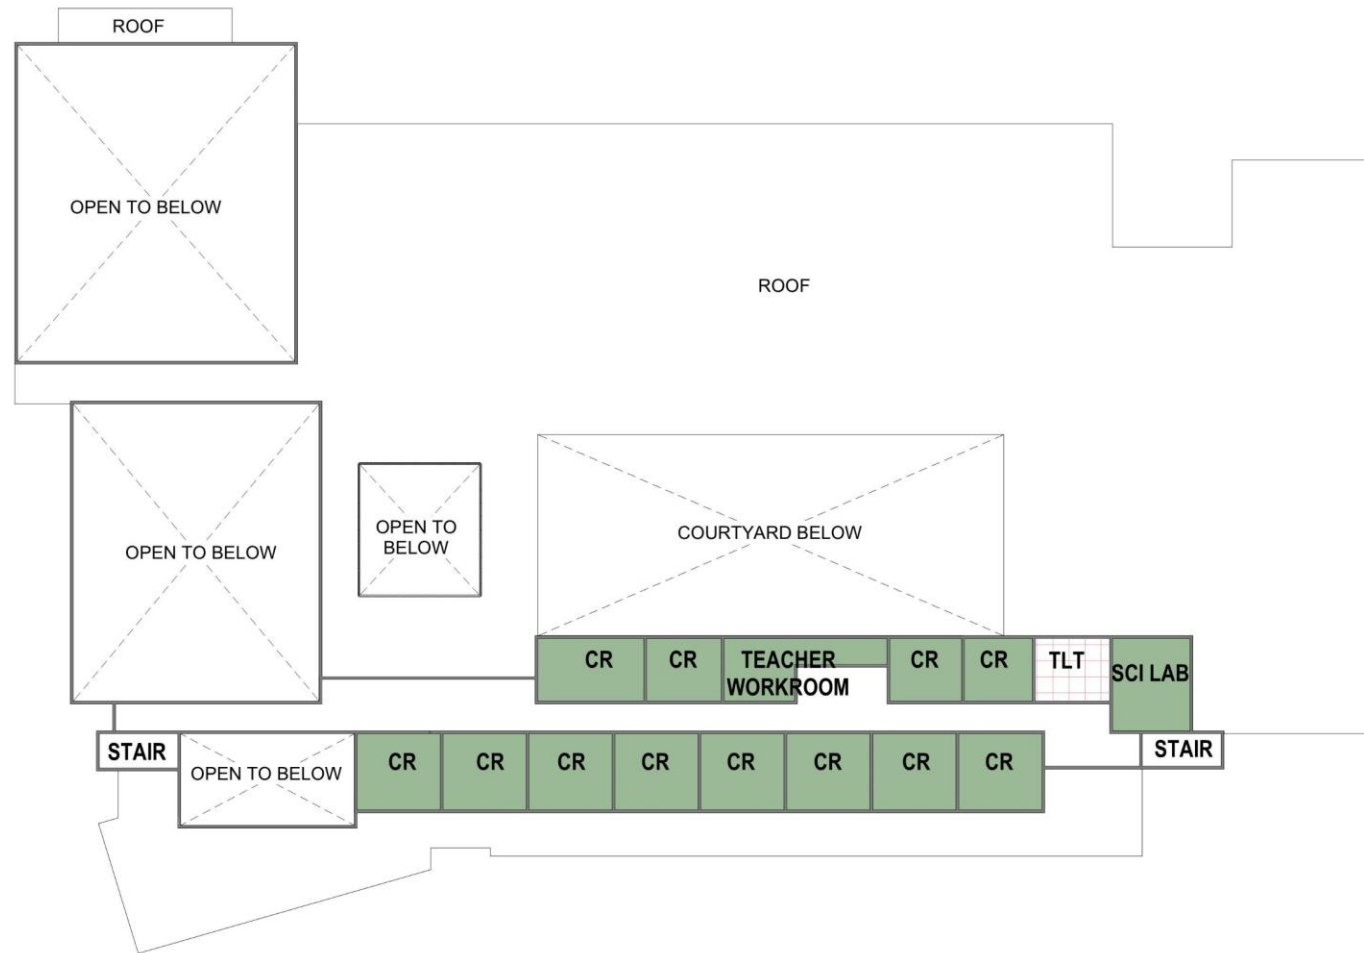 ROOF
OPEN TO BELOW
ROOF
OPEN TO
BELOW
COURTYARD BELOW
OPEN TO BELOW
CR
CR
TEACHER
WORKROOM
CR
CR
TLT
SCI LAB
STAIR
OPEN TO BELOW
CR
CR
CR
CR
CR
CR
CR
CR
STAIR